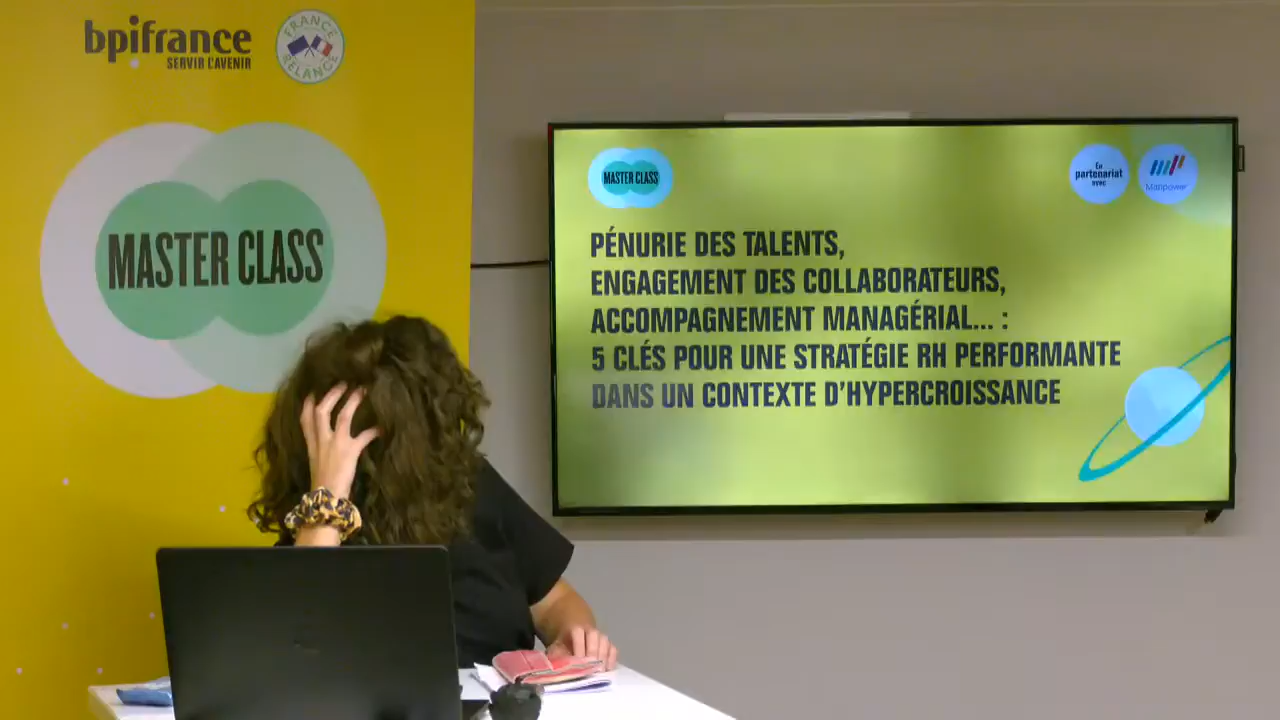 bpifrance
SERVIR L'AVENIR
FRANCE
RELANCE
MASTER CLASS
MASTER CLASS
En
partenariat
avec
Manpower
PÉNURIE DES TALENTS,
ENGAGEMENT DES COLLABORATEURS,
ACCOMPAGNEMENT MANAGÉRIAL... :
5 CLÉS POUR UNE STRATÉGIE RH PERFORMANTE
DANS UN CONTEXTE D'HYPERCROISSANCE